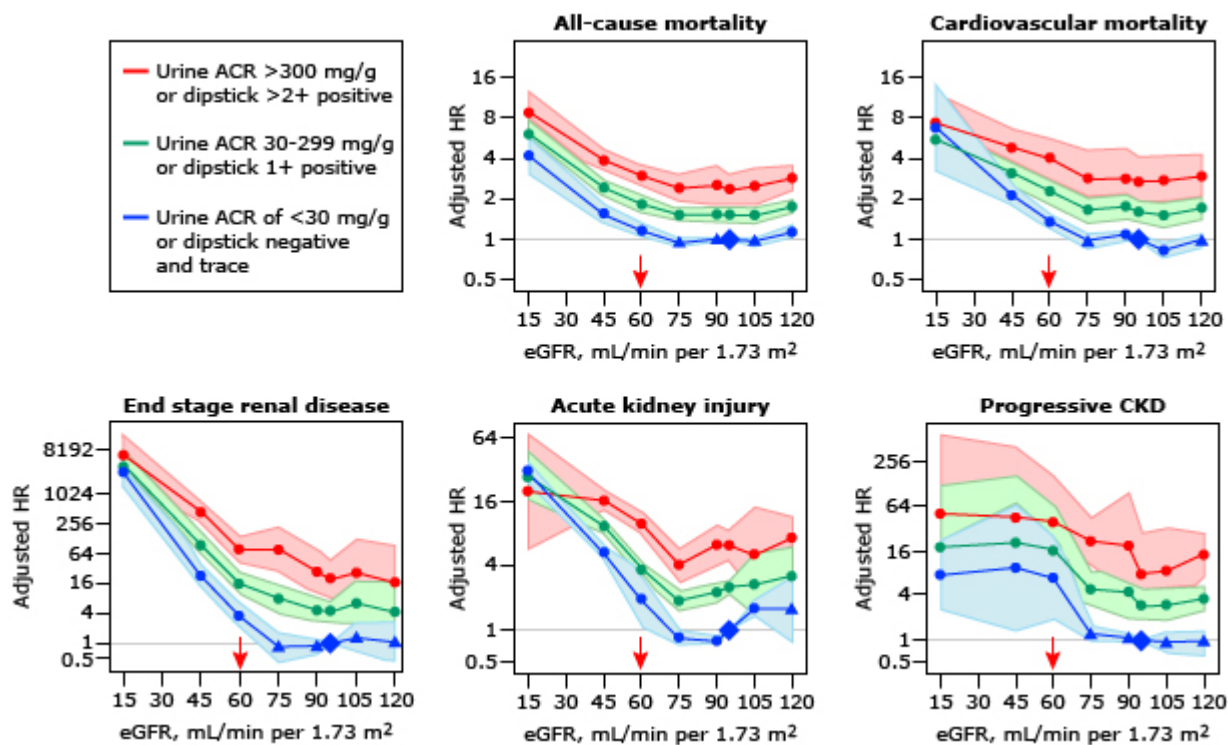 Urine ACR >300 mg/g
or dipstick >2+ positive
Urine ACR 30-299 mg/g
or dipstick 1+ positive
Urine ACR of <30 mg/g
or dipstick negative
and trace
All-cause mortality
Adjusted HR
16
8
4
2
1
0.5
15 30 45 60 75 90 105 120
eGFR, mL/min per 1.73 m²
Cardiovascular mortality
Adjusted HR
16
8
4
2
1
0.5
15 30 45 60 75 90 105 120
eGFR, mL/min per 1.73 m²
End stage renal disease
Adjusted HR
8192
1024
256
64
16
4
1
0.5
15 45 60 75 90 105 120
eGFR, mL/min per 1.73 m²
Acute kidney injury
Adjusted HR
64
16
4
1
0.5
15 45 60 75 90 105 120
eGFR, mL/min per 1.73 m²
Progressive CKD
Adjusted HR
256
64
16
4
1
0.5
15 45 60 75 90 105 120
eGFR, mL/min per 1.73 m²